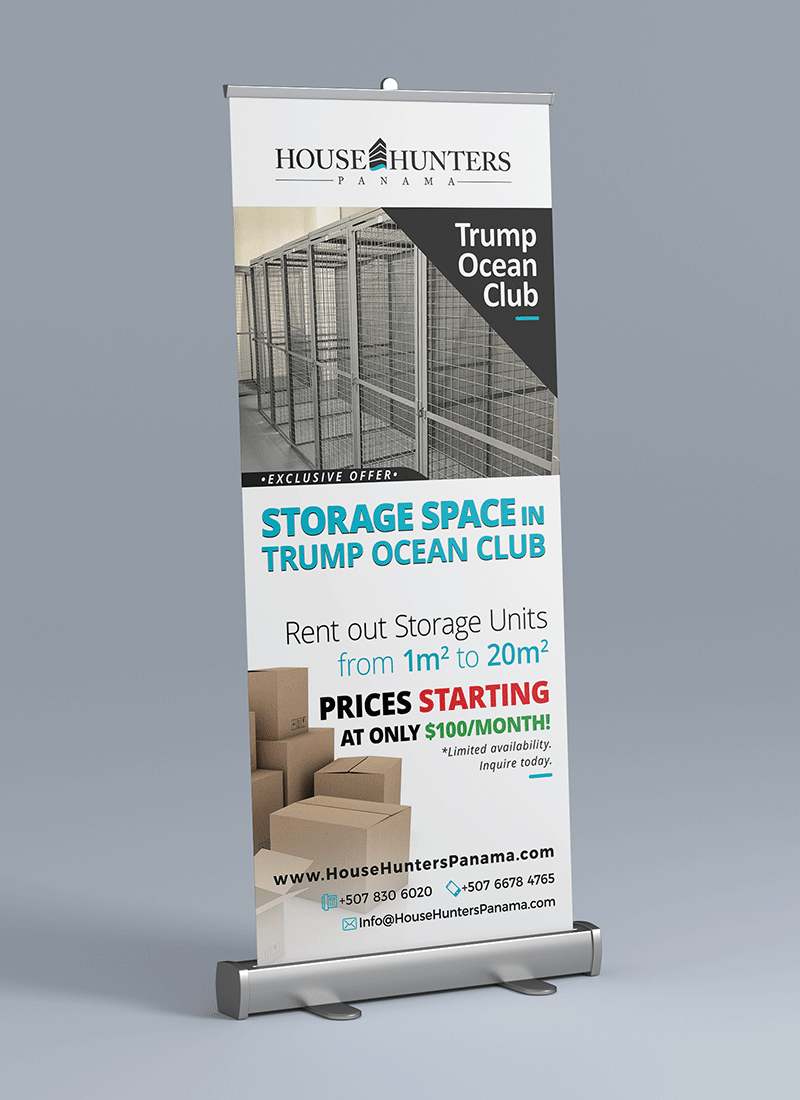 HOUSE HUNTERS
PANAMA
Trump
Ocean
Club
•EXCLUSIVE OFFER•
STORAGE SPACE IN
TRUMP OCEAN CLUB
Rent out Storage Units
from 1m² to 20m²
PRICES STARTING
AT ONLY $100/MONTH!
*Limited availability.
Inquire today.
www.HouseHuntersPanama.com
+507 830 6020 +507 6678 4765
Info@HouseHuntersPanama.com